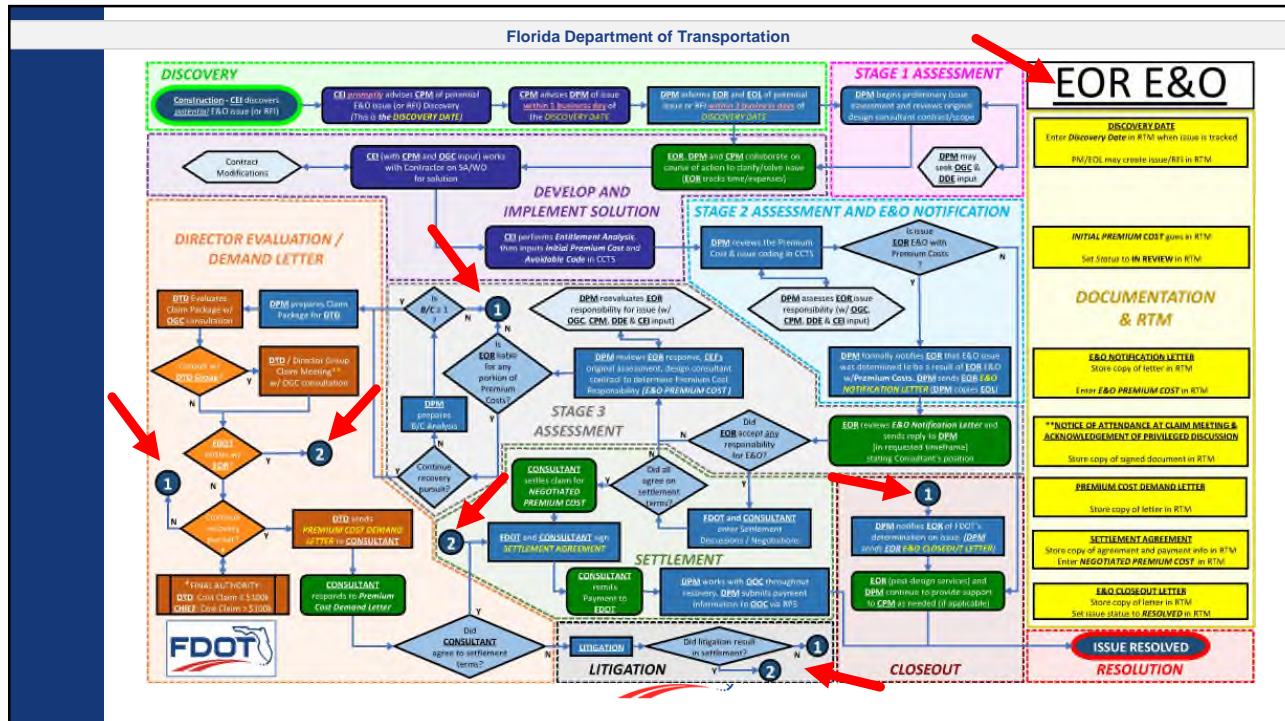 Florida Department of Transportation
DISCOVERY
Construction - CEI discovers
potential E&O issue (or RFI)
CEI promptly advises CPM of potential
E&O issue (or RFI) Discovery
(This is the DISCOVERY DATE)
CPM advises DPM of issue
within 1 business day of
the DISCOVERY DATE
DPM informs EOR and EOL of potential
issue or RFI within 2 business days of
DISCOVERY DATE
STAGE 1 ASSESSMENT
DPM begins preliminary issue
assessment and reviews original
design consultant contract/scope
DPM may
seek OGC &
DDE input
EOR, DPM and CPM collaborate on
course of action to clarify/solve issue
(EOR tracks time/expenses)
CEI (with CPM and OGC input) works
with Contractor on SA/WO
for solution
Contract
Modifications
DEVELOP AND
IMPLEMENT SOLUTION
CEI performs Entitlement Analysis
then inputs Initial Premium Cost and
Avoidable Code in CCTS
STAGE 2 ASSESSMENT AND E&O NOTIFICATION
DPM reviews the Premium
Cost & issue coding in CCTS
Is issue
EOR E&O with
Premium Costs
?
N
Y
DPM assesses EOR issue
responsibility (w/ OGC,
CPM, DDE & CEI input)
DPM formally notifies EOR that E&O issue
was determined to be a result of EOR E&O
w/Premium Costs. DPM sends EOR E&O
NOTIFICATION LETTER (DPM copies EOL)
EOR reviews E&O Notification Letter and
sends reply to DPM
(in requested timeframe)
stating Consultant's position
DPM reevaluates EOR
responsibility for issue (w/
OGC, CPM, DDE & CEI input)
DPM reviews EOR response, CEI's
original assessment, design consultant
contract to determine Premium Cost
Responsibility (E&O PREMIUM COST)
Did
EOR accept any
responsibility
for E&O?
N
Y
STAGE 3
ASSESSMENT
Is
EOR liable
for any
portion of
Premium
Costs?
N
Y
1
Is
B/C ≥ 1
?
Y
N
DPM
prepares
B/C Analysis
Continue
recovery
pursuit?
Y
N
DIRECTOR EVALUATION /
DEMAND LETTER
DPM prepares Claim
Package for DTD
DTD Evaluates
Claim Package w/
OGC consultation
Consult w/
DTD Group?
Y
N
DTD / Director Group
Claim Meeting**
w/ OGC consultation
FDOT
settles w/
EOR?
Y
N
2
1
Continue
recovery
pursuit?
N
Y
*FINAL AUTHORITY
DTD: Cost Claim ≤ $100k
CHIEF: Cost Claim > $100k
DTD sends
PREMIUM COST DEMAND
LETTER to CONSULTANT
CONSULTANT
responds to Premium
Cost Demand Letter
Did
CONSULTANT
agree to settlement
terms?
Y
N
FDOT
SETTLEMENT
FDOT and CONSULTANT
enter Settlement
Discussions / Negotiations
Did all
agree on
settlement
terms?
Y
N
CONSULTANT
settles claim for
NEGOTIATED
PREMIUM COST
2
FDOT and CONSULTANT sign
SETTLEMENT AGREEMENT
CONSULTANT
remits
Payment to
FDOT
DPM works with OOC throughout
recovery. DPM submits payment
information to OOC via RPS
LITIGATION
LITIGATION
Did litigation result
in settlement?
N
1
Y
2
CLOSEOUT
1
DPM notifies EOR of FDOT's
determination on issue. (DPM
sends EOR E&O CLOSEOUT LETTER)
EOR (post-design services) and
DPM continue to provide support
to CPM as needed (if applicable)
EOR E&O
DISCOVERY DATE
Enter Discovery Date in RTM when issue is tracked
PM/EOL may create issue/RFI in RTM
INITIAL PREMIUM COST goes in RTM
Set Status to IN REVIEW in RTM
DOCUMENTATION
& RTM
E&O NOTIFICATION LETTER
Store copy of letter in RTM
Enter E&O PREMIUM COST in RTM
**NOTICE OF ATTENDANCE AT CLAIM MEETING &
ACKNOWLEDGEMENT OF PRIVILEGED DISCUSSION
Store copy of signed document in RTM
PREMIUM COST DEMAND LETTER
Store copy of letter in RTM
SETTLEMENT AGREEMENT
Store copy of agreement and payment info in RTM
Enter NEGOTIATED PREMIUM COST in RTM
E&O CLOSEOUT LETTER
Store copy of letter in RTM
Set issue status to RESOLVED in RTM
ISSUE RESOLVED
RESOLUTION